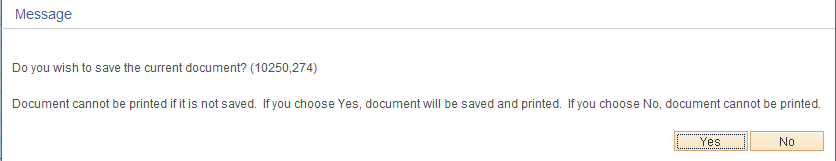 Message
Do you wish to save the current document? (10250,274)
Document cannot be printed if it is not saved.  If you choose Yes, document will be saved and printed.  If you choose No, document cannot be printed.
Yes
No